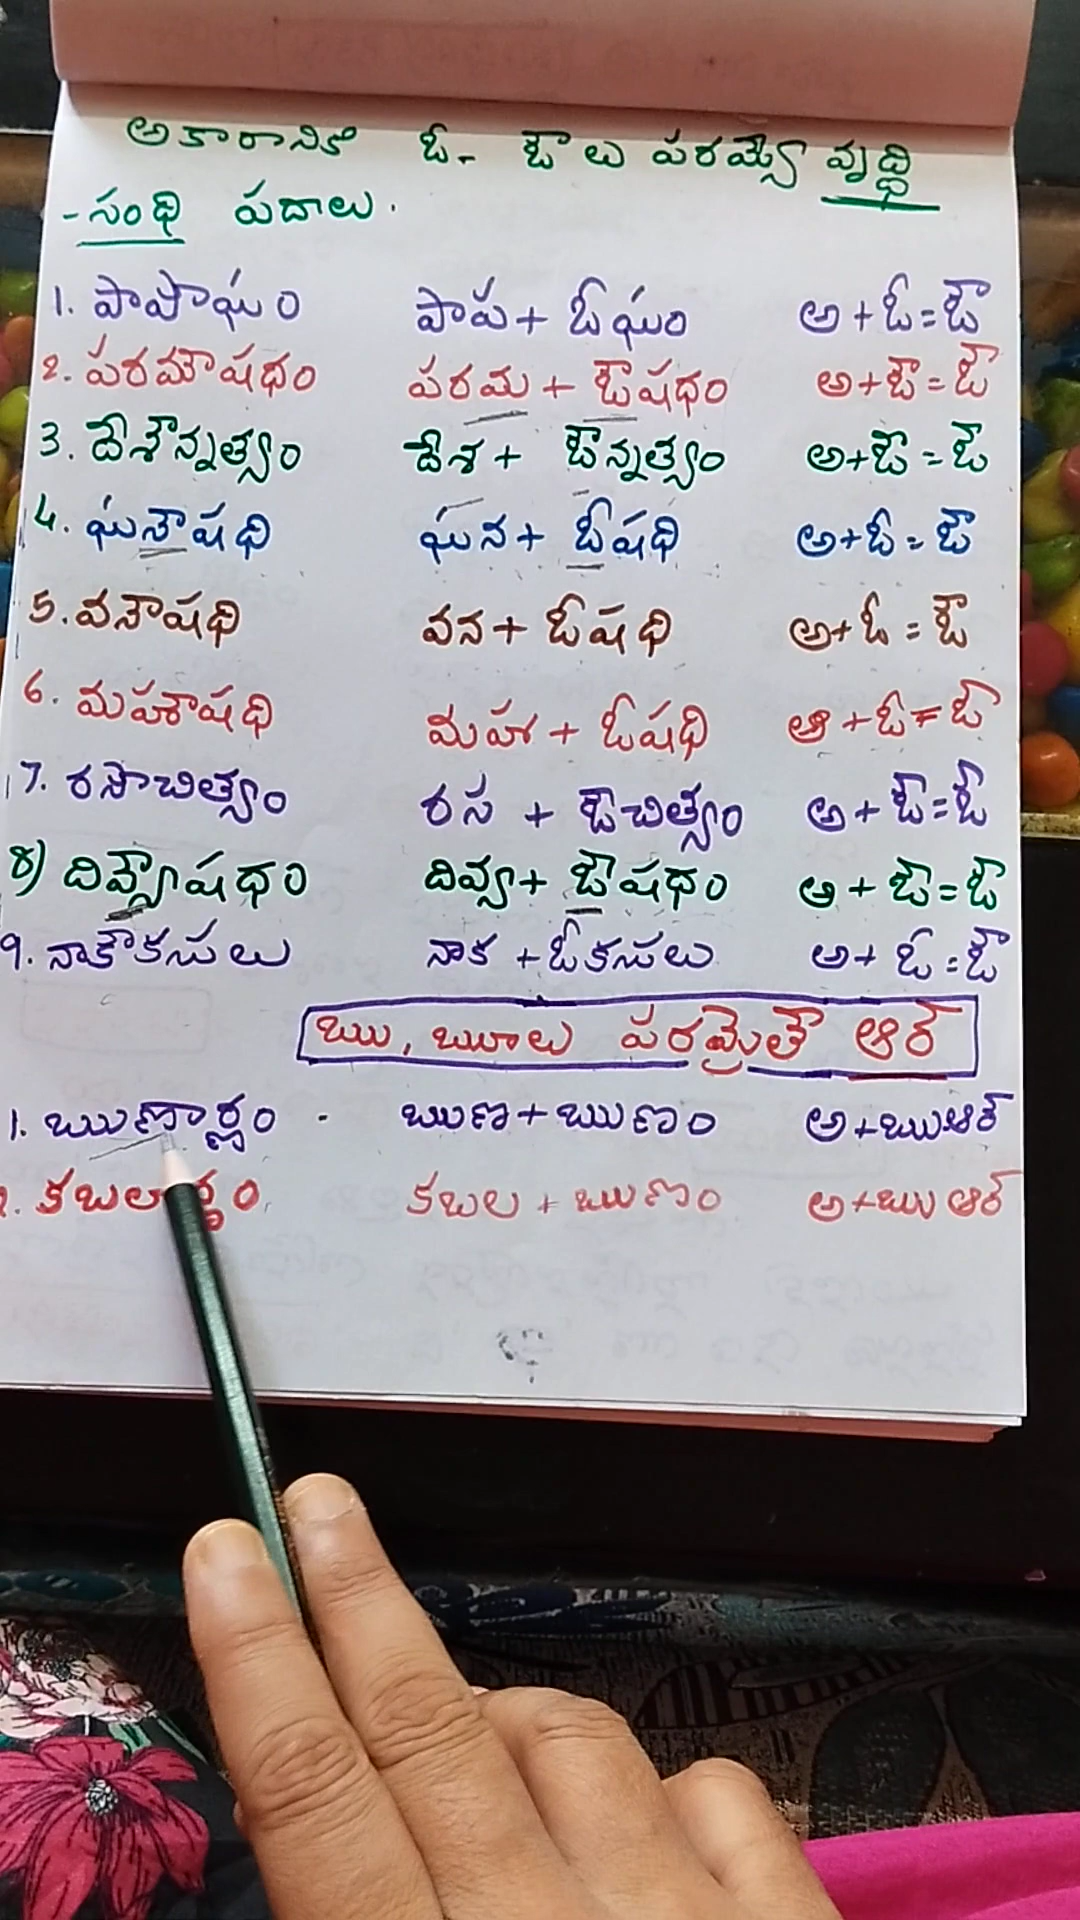 అకారానికి ఓ - ఔ లు పరమ్సౌ వృద్ధి
- సంధి పదాలు.
1. పాపౌఘం పాప + ఓఘం అ + ఓ = ఔ
2. పరమౌషధం పరమ + ఔషధం అ + ఔ = ఔ
3. దేశౌన్నత్యం దేశ + ఔన్నత్యం అ + ఔ = ఔ
4. ఘనౌషధి ఘన + ఓషధి అ + ఓ = ఔ
5. వనౌషధి వన + ఓషధి అ + ఓ = ఔ
6. మహౌషధి మహా + ఓషధి ఆ + ఓ = ఔ
7. రసౌచిత్యం రస + ఔచిత్యం అ + ఔ = ఔ
8) దివ్యౌషధం దివ్య + ఔషధం అ + ఔ = ఔ
9. నాకౌకసులు నాక + ఓకసులు అ + ఓ = ఔ
ఋ, ౠలు పరమైతే ఆర్
1. ఋణార్ణం - ఋణ + ఋణం అ + ఋ ఆర్
2. కబలార్ణం. కబల + ఋణం అ + ఋ ఆర్